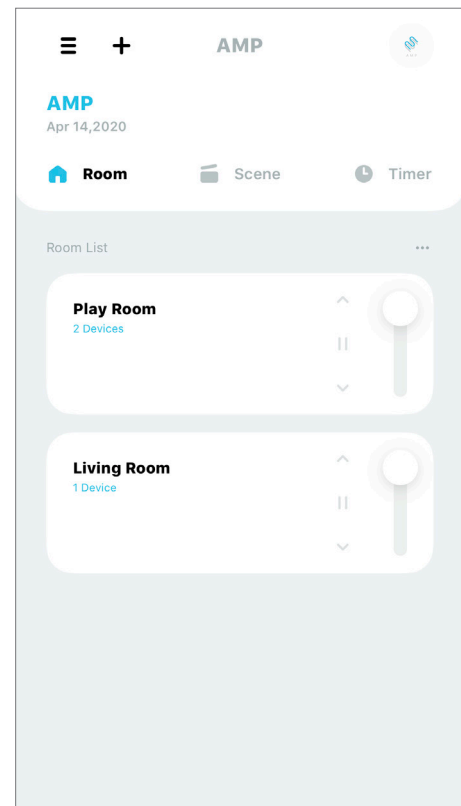 AMP
AMP
Apr 14,2020
Room
Scene
Timer
Room List
Play Room
2 Devices
Living Room
1 Device